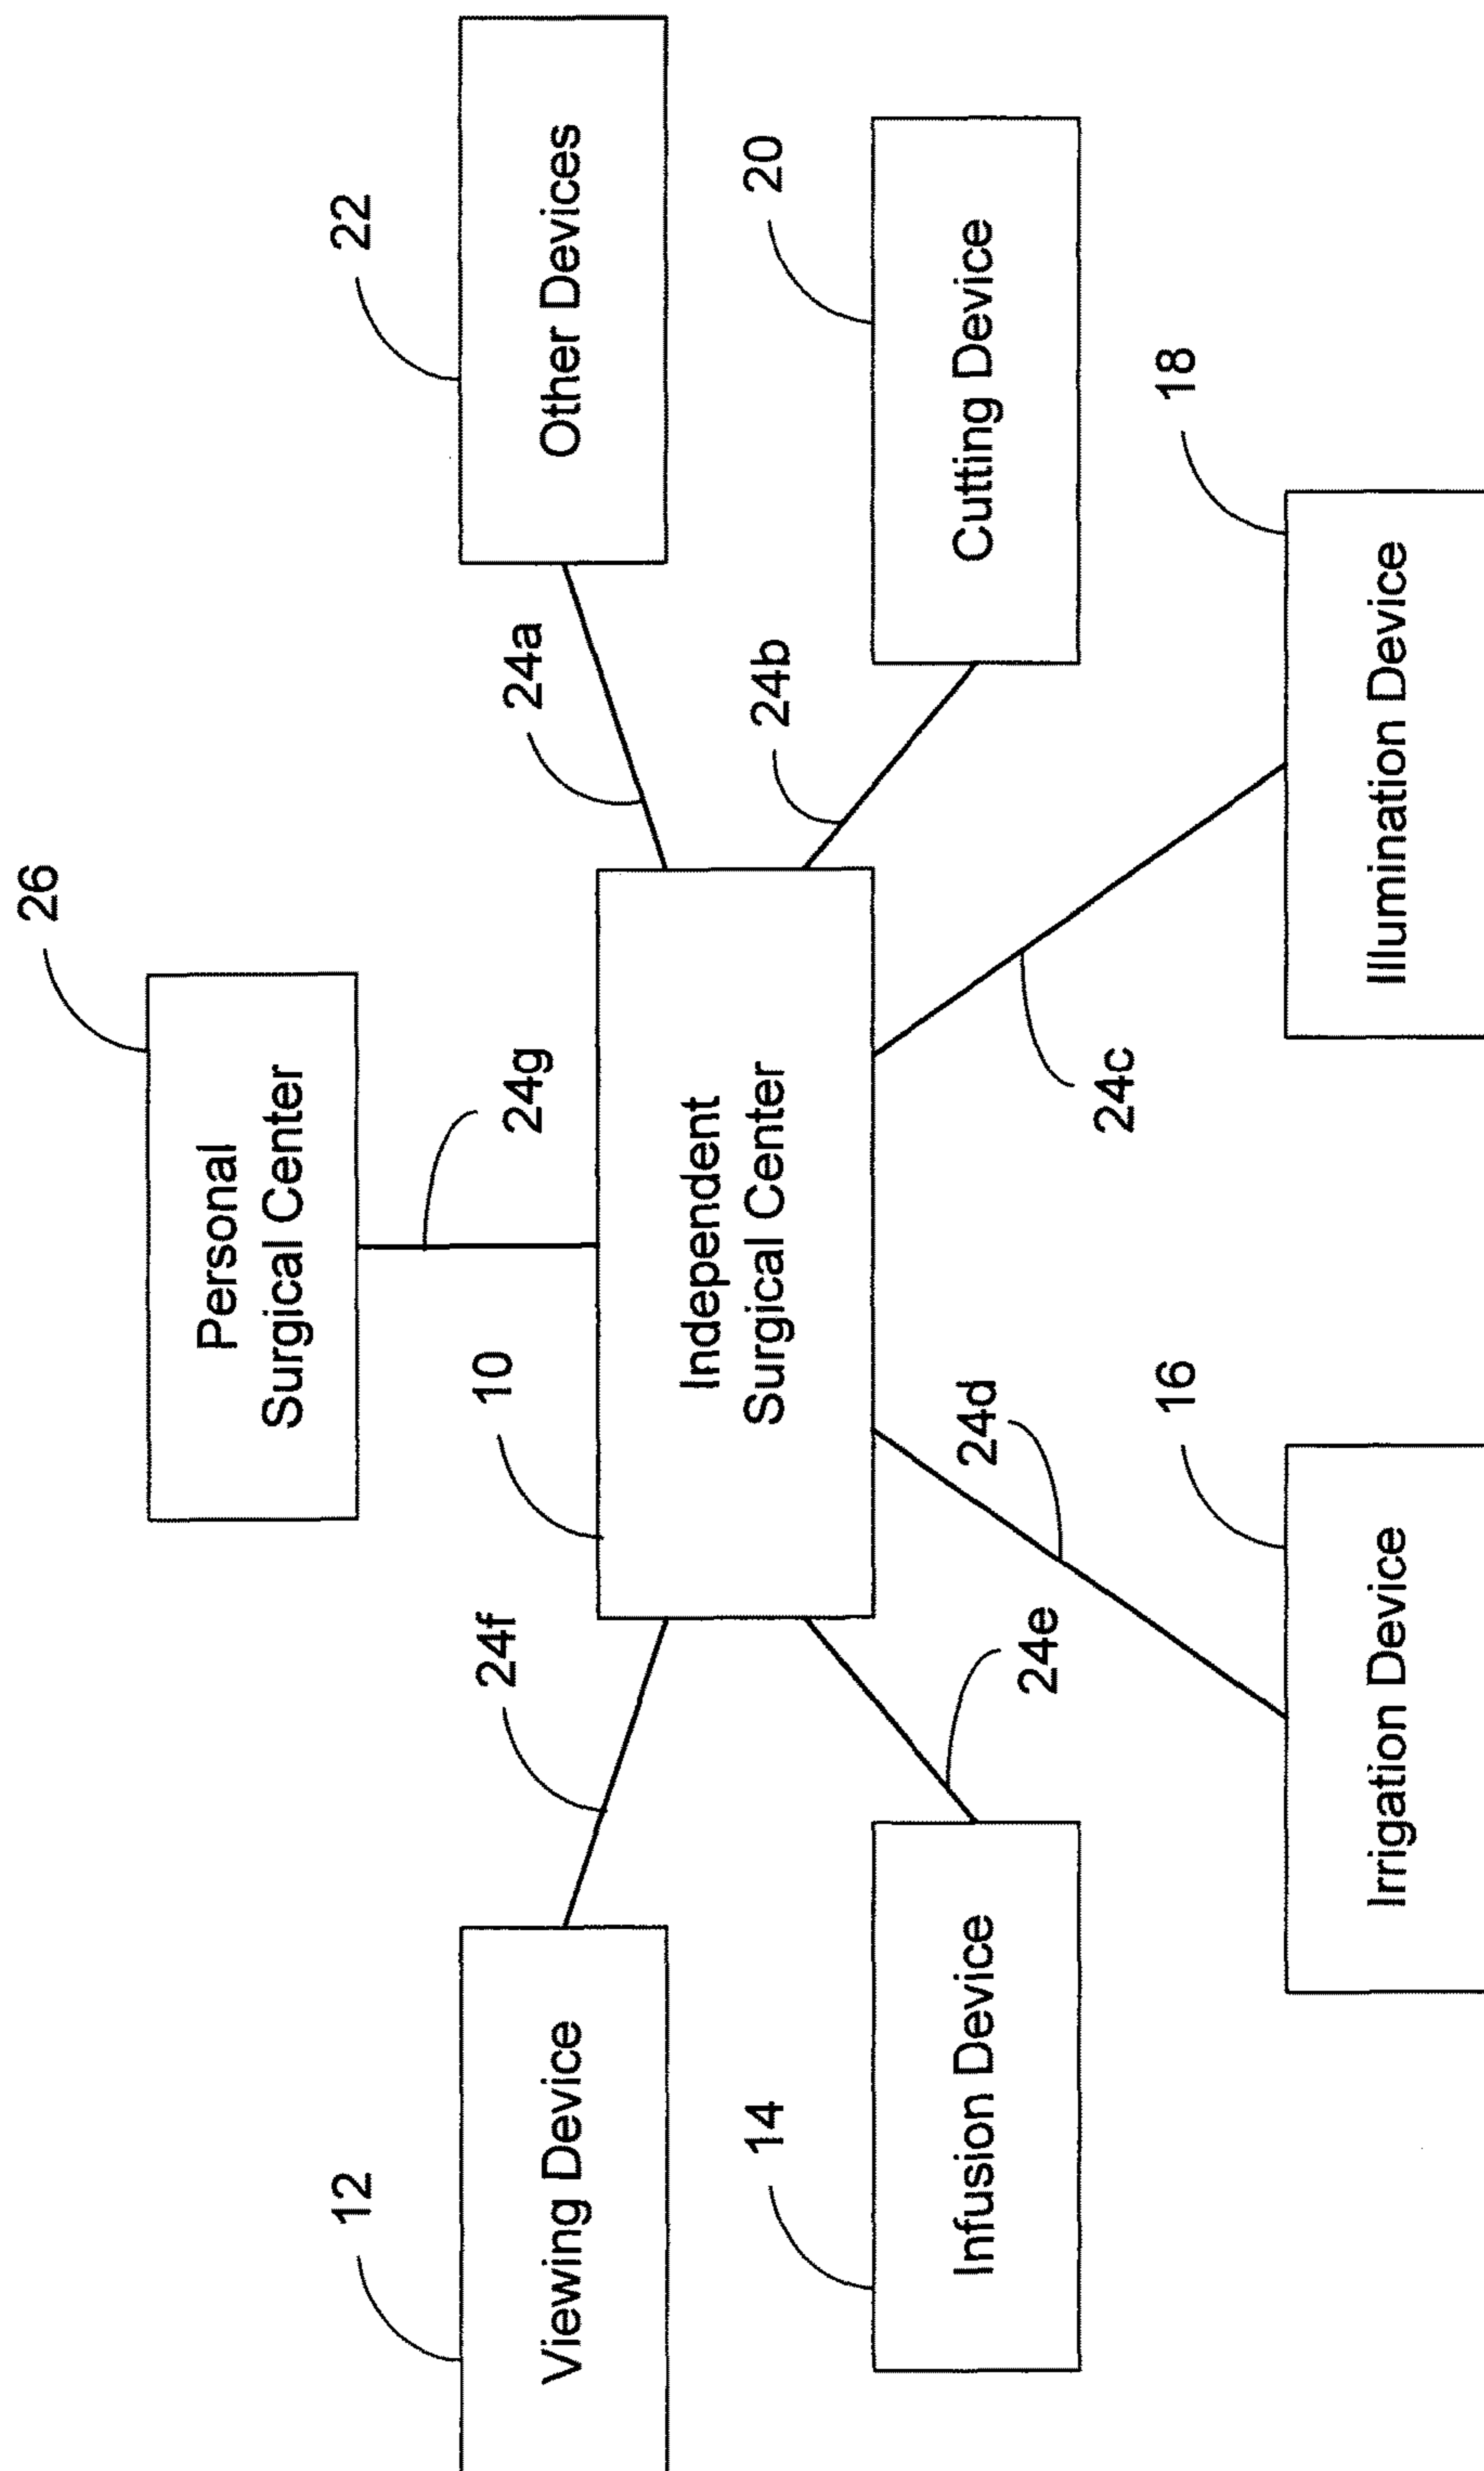 26
Personal
Surgical Center
24g
12
Viewing Device
24f
10
Independent
Surgical Center
24a
22
Other Devices
14
Infusion Device
24e
24b
20
Cutting Device
24d
24c
16
Irrigation Device
18
Illumination Device